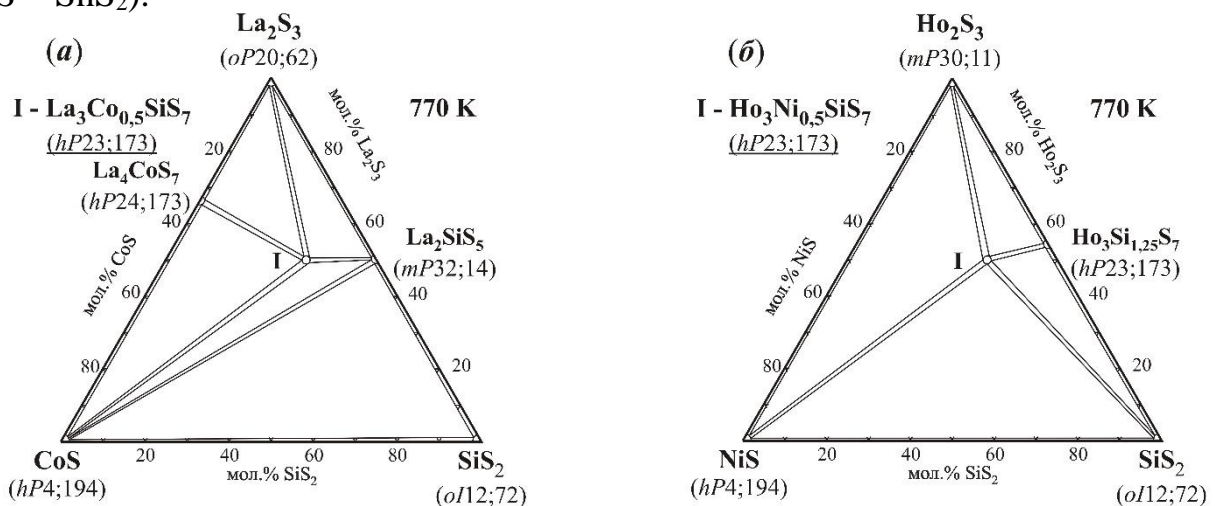 S – SnS₂).
(а)
La₂S₃
(oP20;62)
I - La₃Co₀,₅SiS₇
(hP23;173)
770 K
La₄CoS₇
(hP24;173)
La₂SiS₅
(mP32;14)
мол.% La₂S₃
мол.% CoS
мол.% SiS₂
20
40
60
80
80
60
40
20
20
40
60
80
I
CoS
(hP4;194)
SiS₂
(oI12;72)
(б)
Ho₂S₃
(mP30;11)
I - Ho₃Ni₀,₅SiS₇
(hP23;173)
770 K
Ho₃Si₁,₂₅S₇
(hP23;173)
мол.% Ho₂S₃
мол.% NiS
мол.% SiS₂
20
40
60
80
80
60
40
20
20
40
60
80
I
NiS
(hP4;194)
SiS₂
(oI12;72)